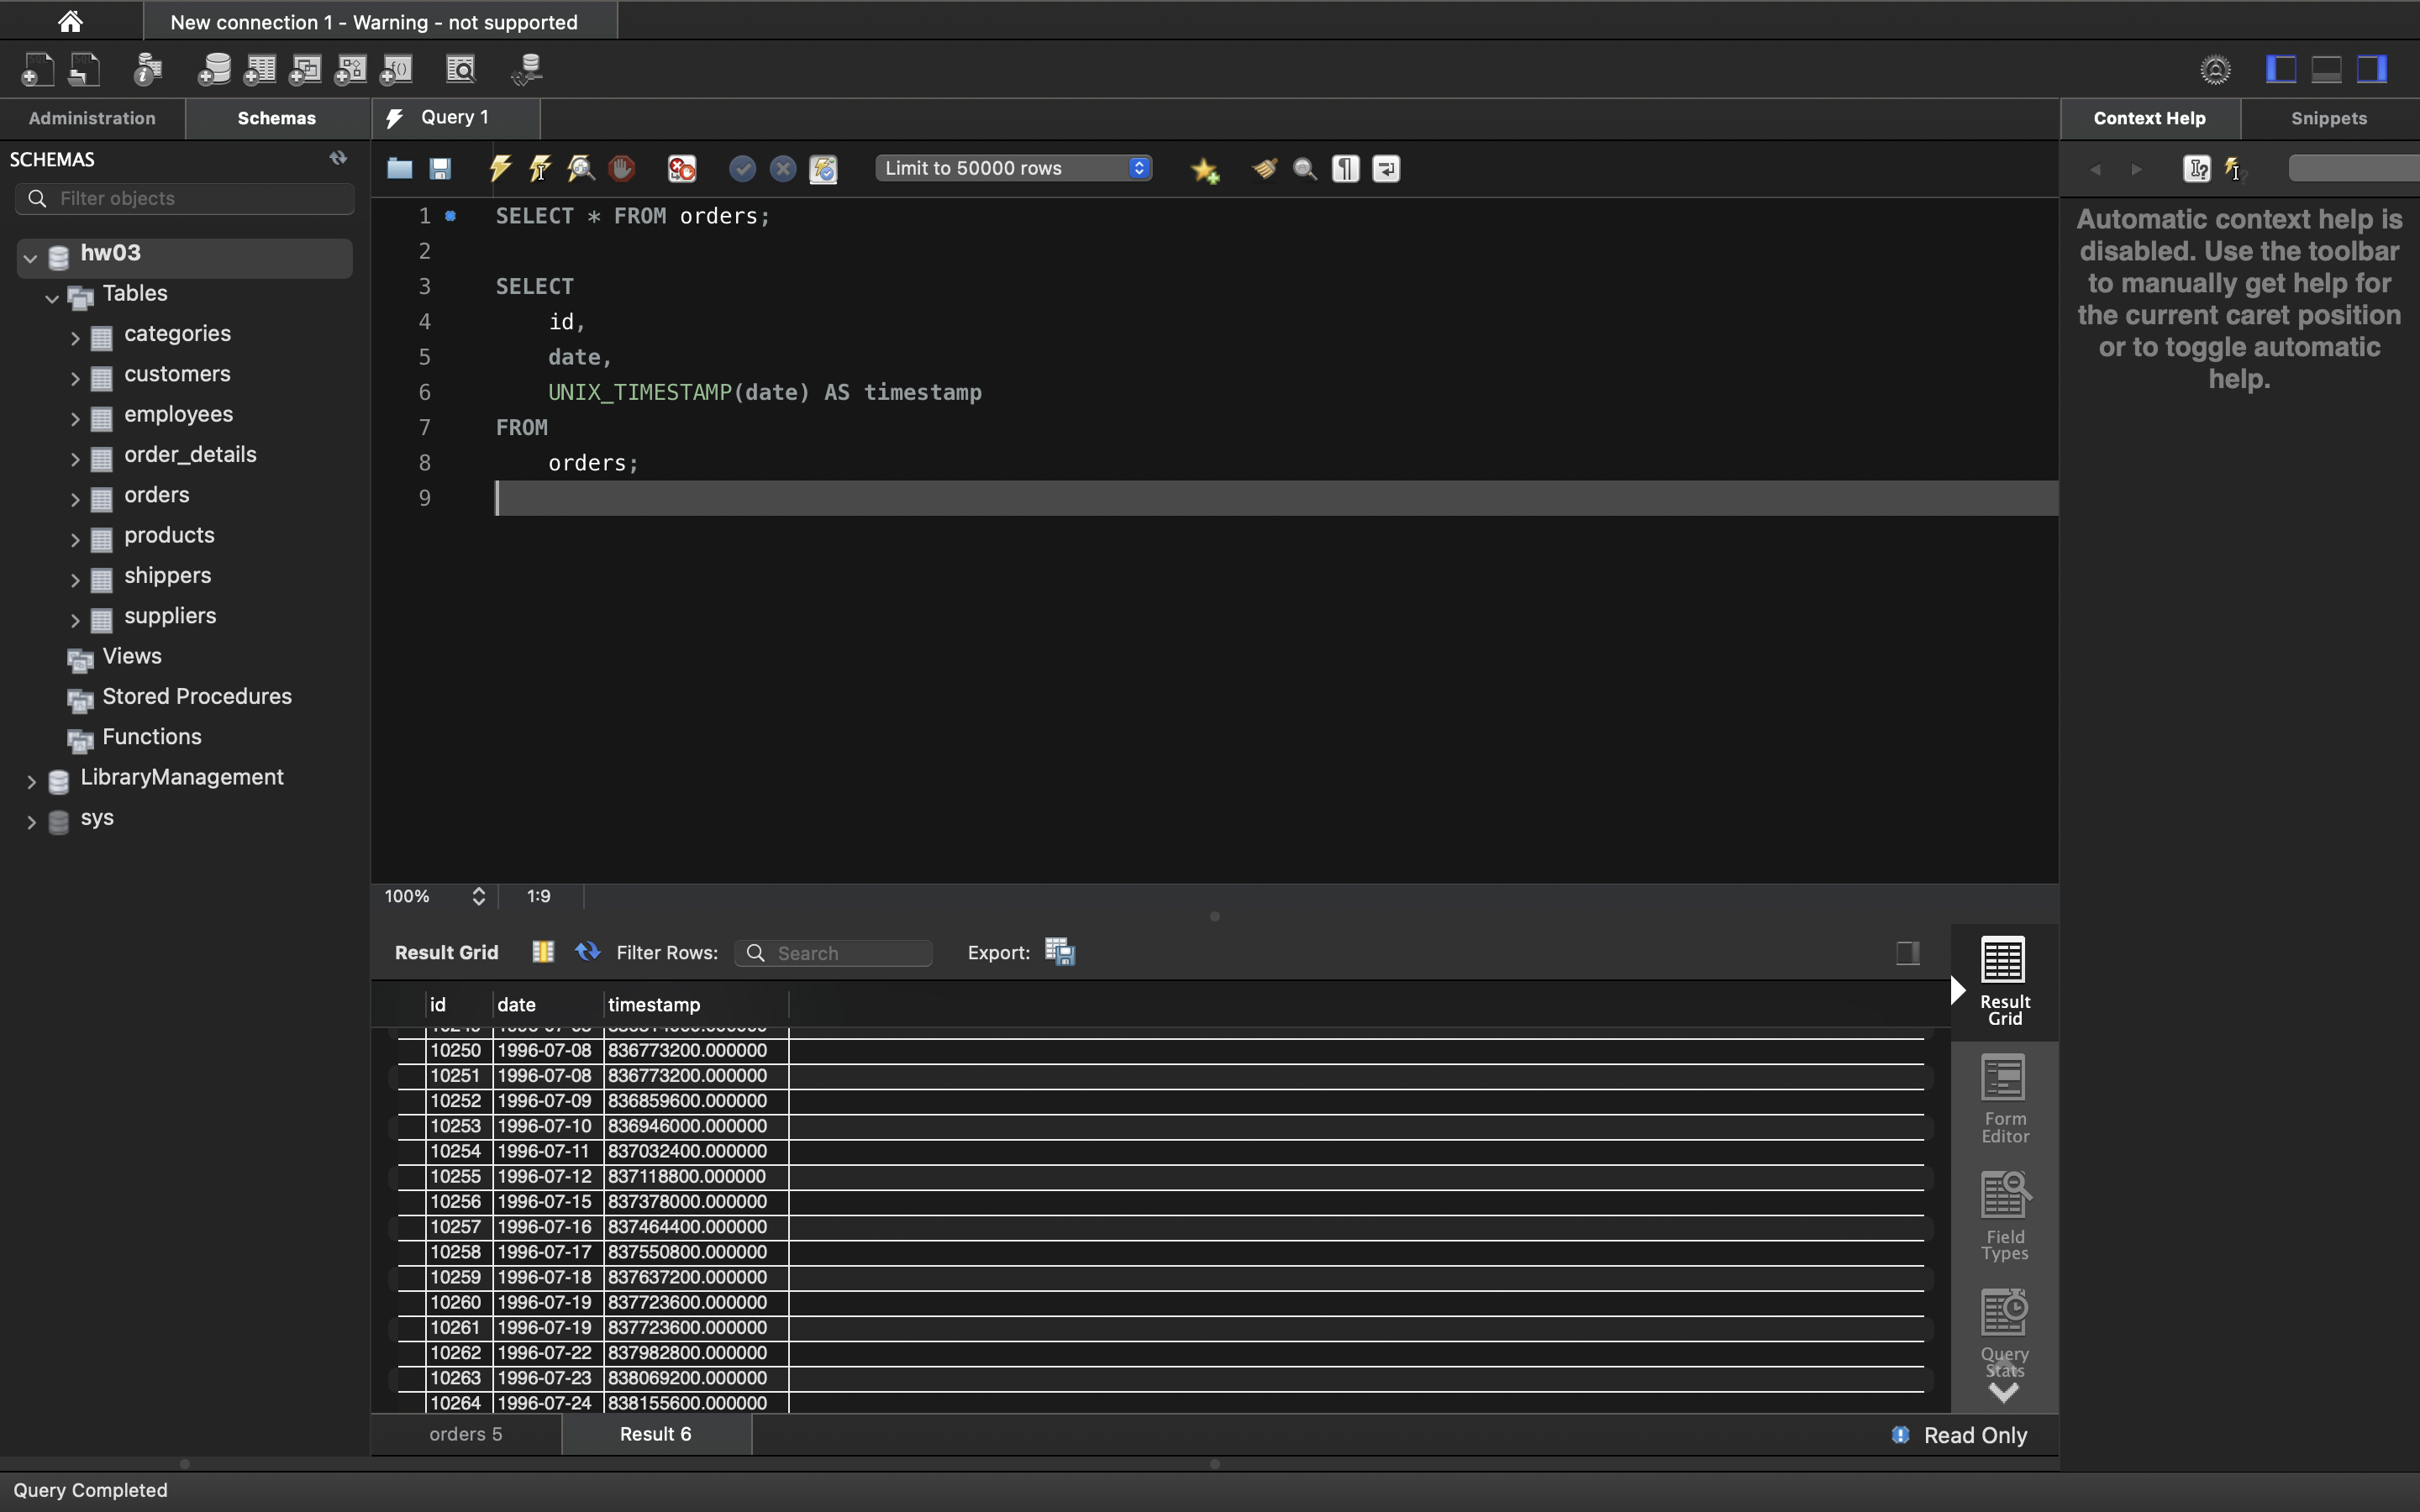 New connection 1 - Warning - not supported
Administration
Schemas
Query 1
Context Help
Snippets
SCHEMAS
Filter objects
Limit to 50000 rows
hw03
Tables
categories
customers
employees
order_details
orders
products
shippers
suppliers
Views
Stored Procedures
Functions
LibraryManagement
sys
1 SELECT * FROM orders;
2
3 SELECT
4 id,
5 date,
6 UNIX_TIMESTAMP(date) AS timestamp
7 FROM
8 orders;
9
Automatic context help is
disabled. Use the toolbar
to manually get help for
the current caret position
or to toggle automatic
help.
100% 1:9
Result Grid Filter Rows: Search Export:
id date timestamp
10250 1996-07-08 836773200.000000
10251 1996-07-08 836773200.000000
10252 1996-07-09 836859600.000000
10253 1996-07-10 836946000.000000
10254 1996-07-11 837032400.000000
10255 1996-07-12 837118800.000000
10256 1996-07-15 837378000.000000
10257 1996-07-16 837464400.000000
10258 1996-07-17 837550800.000000
10259 1996-07-18 837637200.000000
10260 1996-07-19 837723600.000000
10261 1996-07-19 837723600.000000
10262 1996-07-22 837982800.000000
10263 1996-07-23 838069200.000000
10264 1996-07-24 838155600.000000
Result
Grid
Form
Editor
Field
Types
Query
Stats
orders 5
Result 6
Read Only
Query Completed